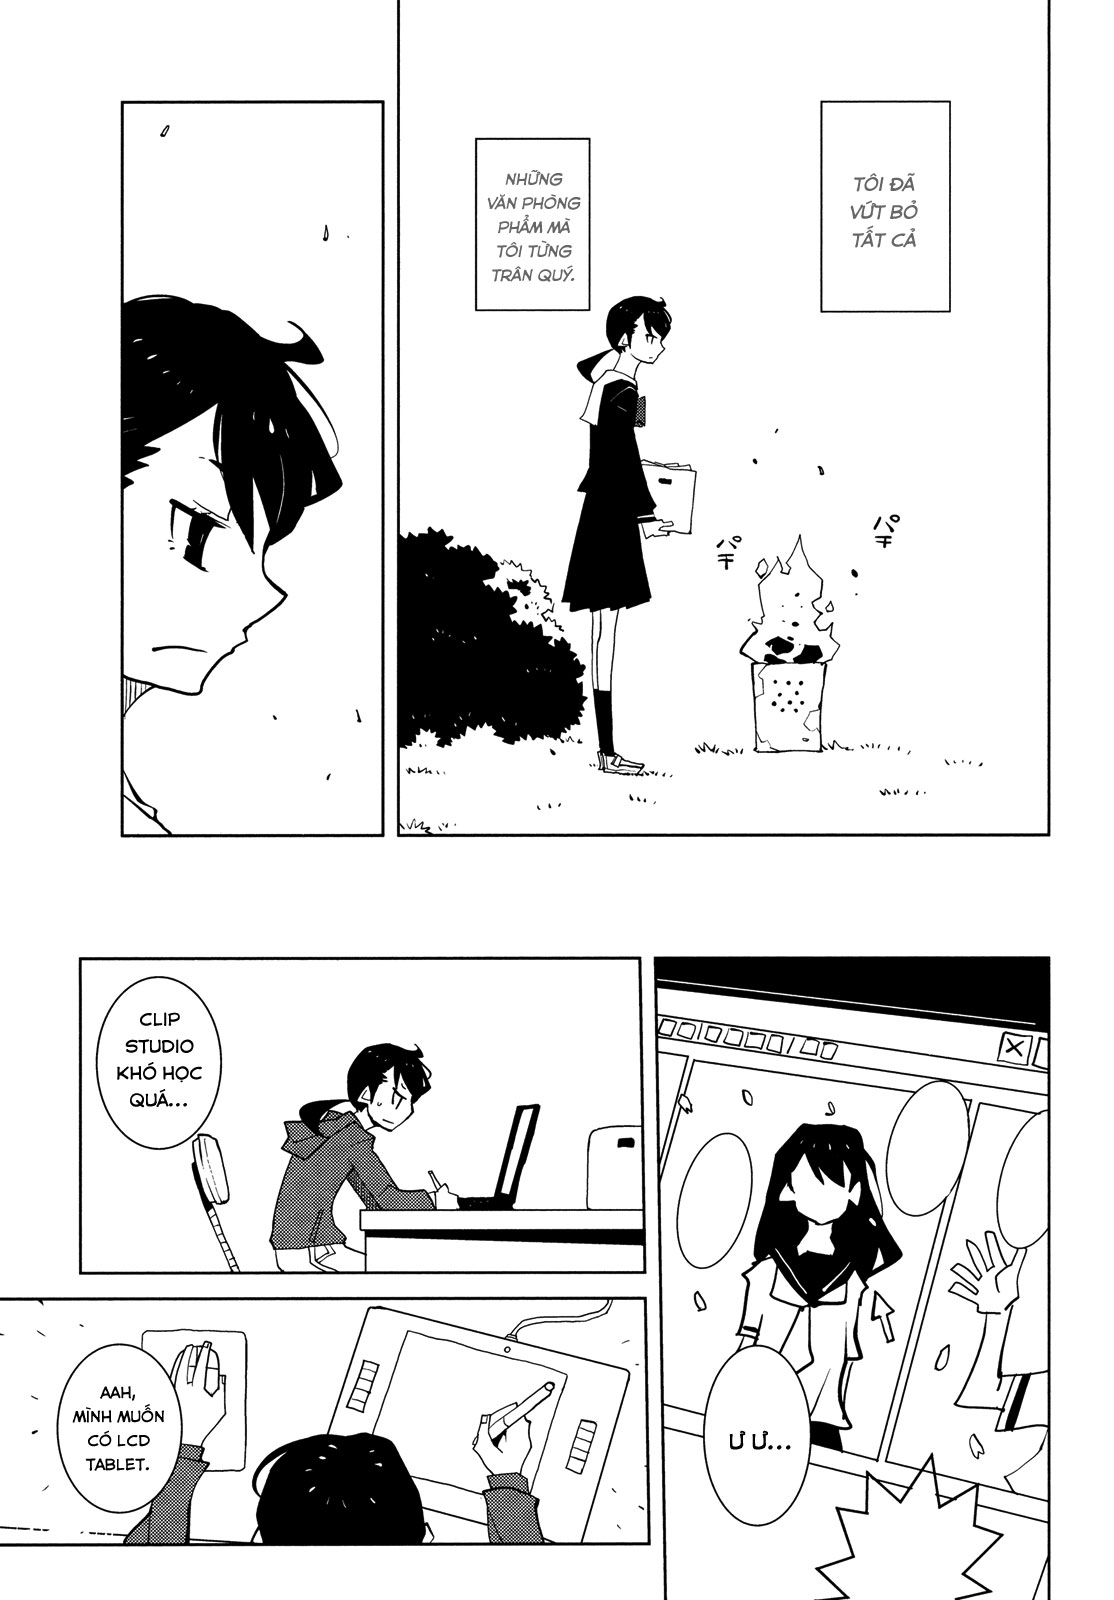 TÔI ĐÃ
VỨT BỎ
TẤT CẢ
NHỮNG
VĂN PHÒNG
PHẨM MÀ
TÔI TỪNG
TRÂN QUÝ.
パチ
パチ
Ư Ư...
CLIP
STUDIO
KHÓ HỌC
QUÁ...
AAH,
MÌNH MUỐN
CÓ LCD
TABLET.